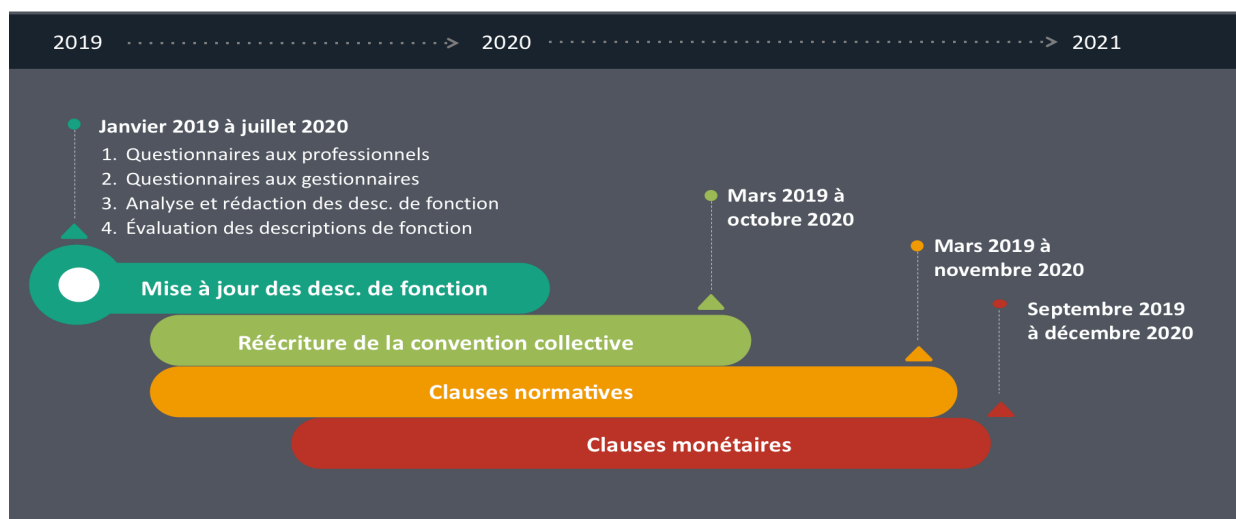 2019 2020 2021
Janvier 2019 à juillet 2020
1. Questionnaires aux professionnels
2. Questionnaires aux gestionnaires
3. Analyse et rédaction des desc. de fonction
4. Évaluation des descriptions de fonction
Mars 2019 à
octobre 2020
Mars 2019 à
novembre 2020
Septembre 2019
à décembre 2020
Mise à jour des desc. de fonction
Réécriture de la convention collective
Clauses normatives
Clauses monétaires